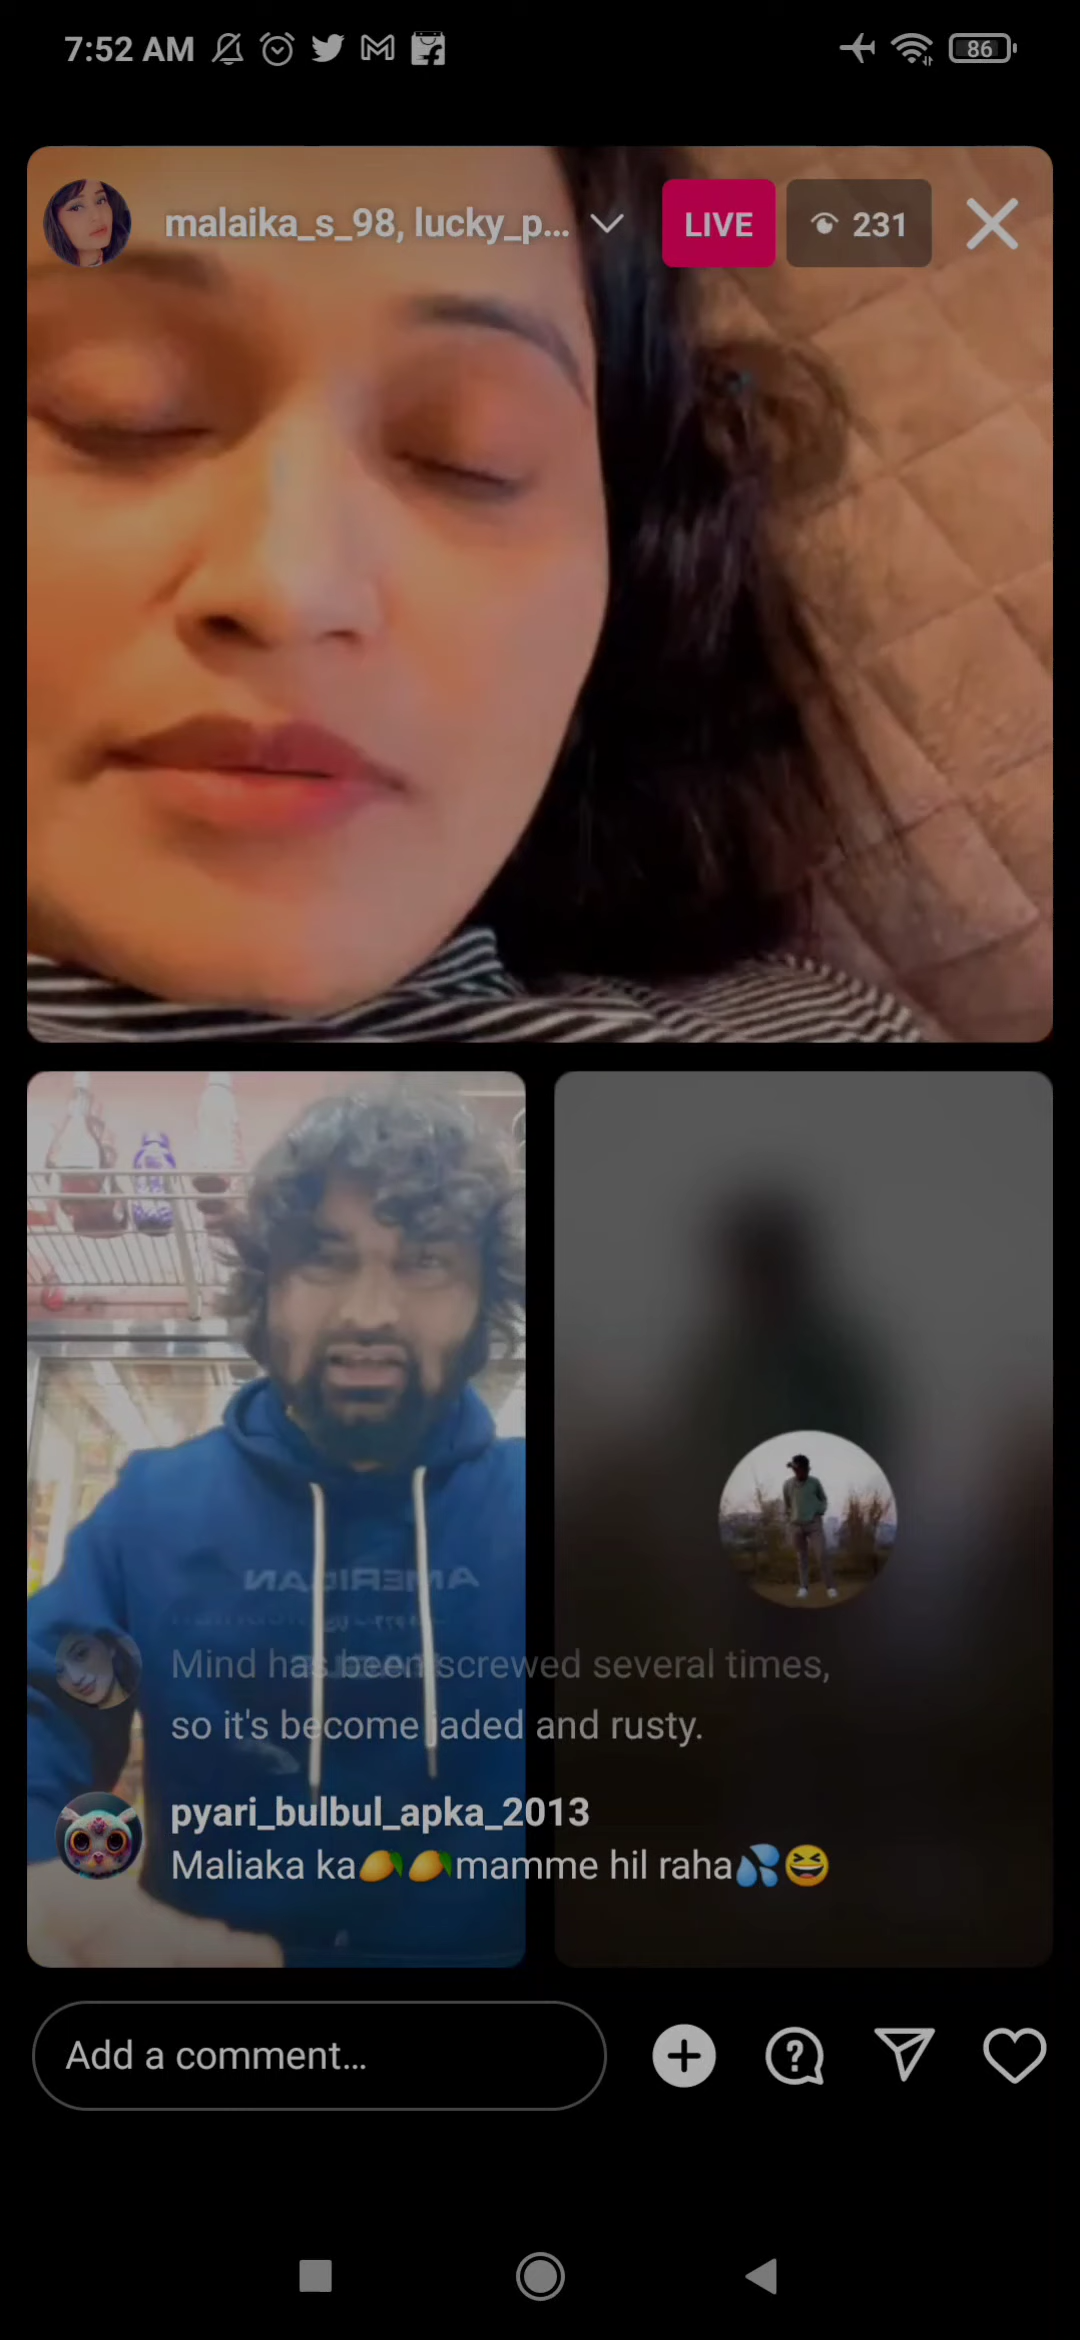 7:52 AM
86
malaika_s_98, lucky_p...
LIVE
231
AMERICAN
Mind has been screwed several times,
so it's become jaded and rusty.
pyari_bulbul_apka_2013
Maliaka ka🥭🥭mamme hil raha💦😆
Add a comment...